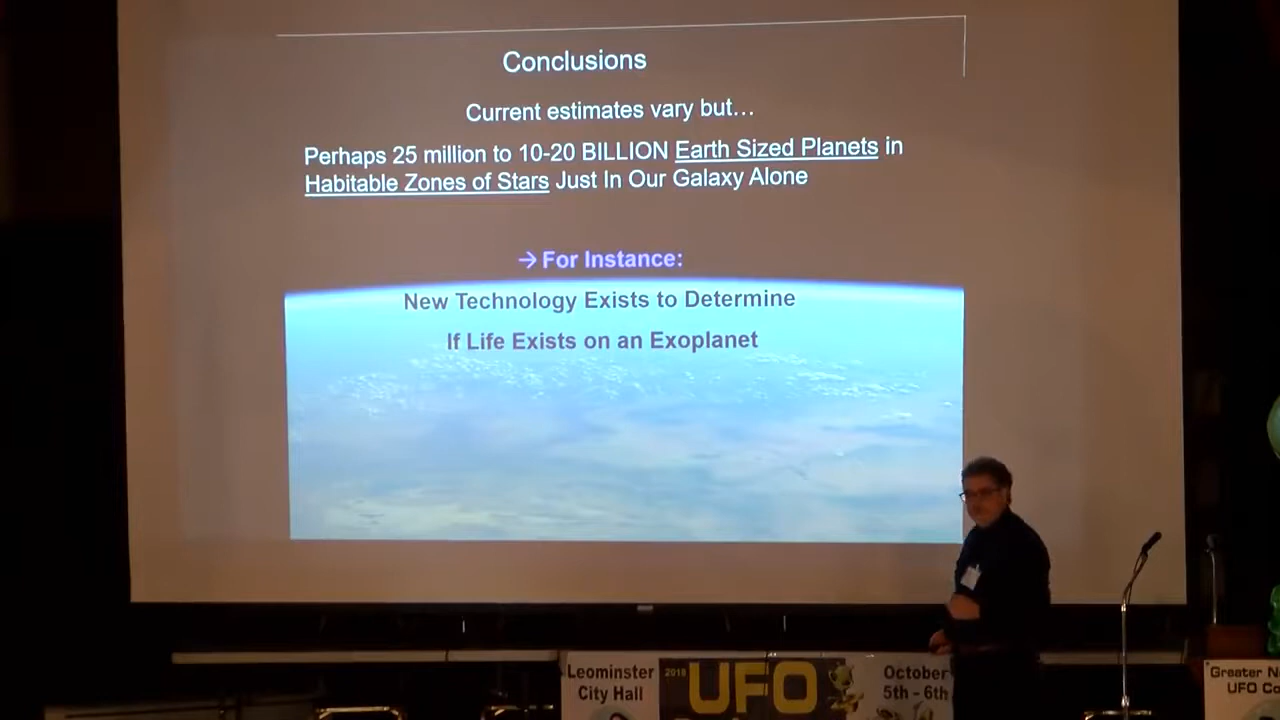 Conclusions
Current estimates vary but...
Perhaps 25 million to 10-20 BILLION Earth Sized Planets in
Habitable Zones of Stars Just In Our Galaxy Alone
→ For Instance:
New Technology Exists to Determine
If Life Exists on an Exoplanet
Leominster
City Hall
UFO
October
5th - 6th
Greater
UFO